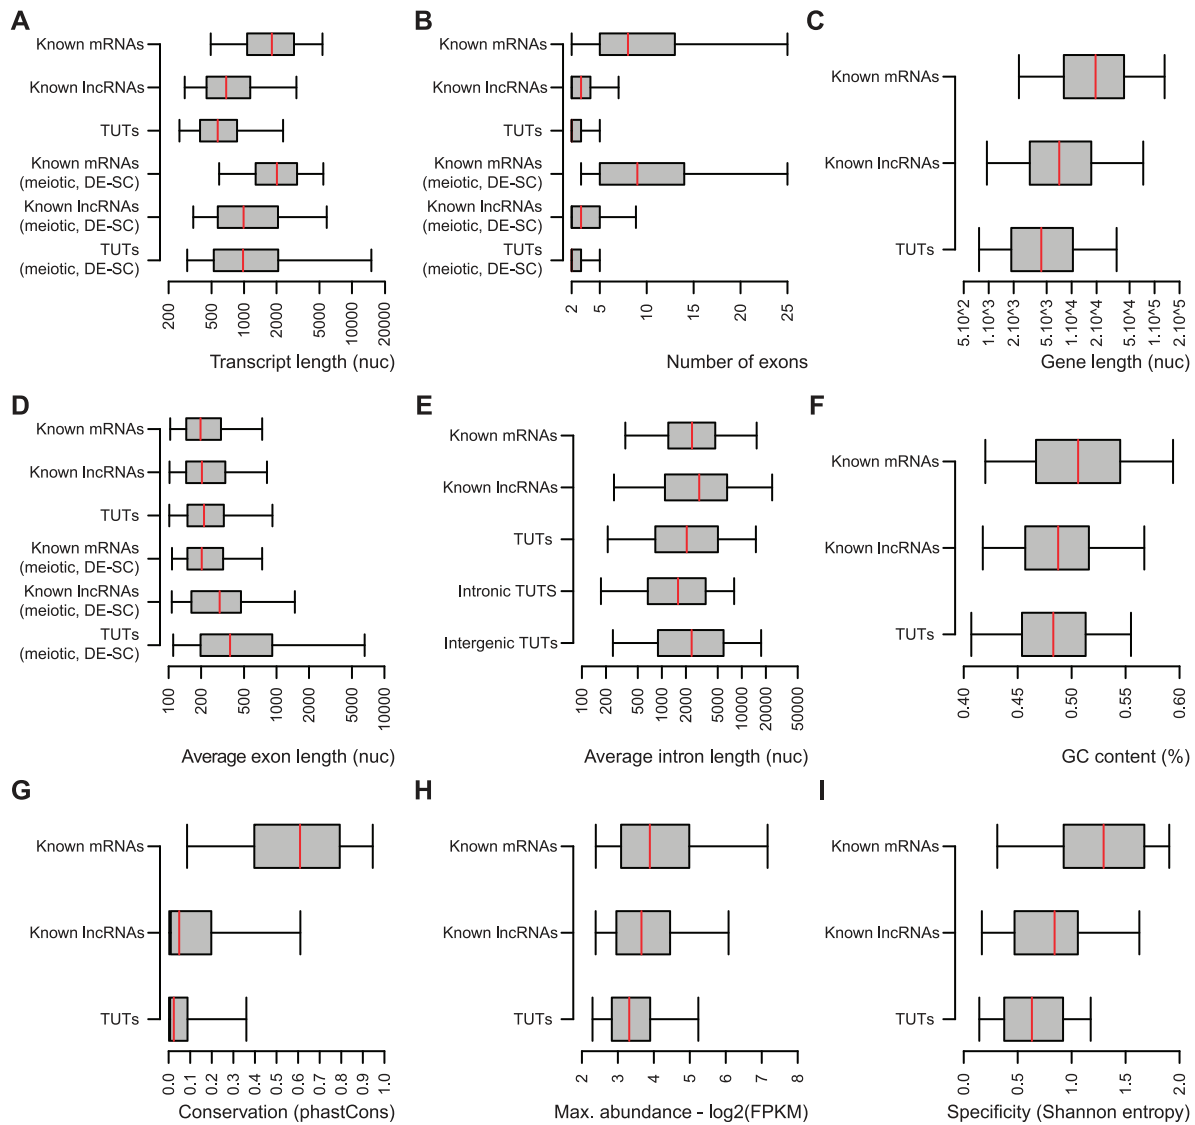 A
Known mRNAs
Known lncRNAs
TUTs
Known mRNAs
(meiotic, DE-SC)
Known lncRNAs
(meiotic, DE-SC)
TUTs
(meiotic, DE-SC)
200
500
1000
2000
5000
20000
Transcript length (nuc)
B
Known mRNAs
Known lncRNAs
TUTs
Known mRNAs
(meiotic, DE-SC)
Known lncRNAs
(meiotic, DE-SC)
TUTs
(meiotic, DE-SC)
2
5
10
15
20
25
Number of exons
C
Known mRNAs
Known lncRNAs
TUTs
5.10^2
1.10^3
2.10^3
5.10^3
1.10^4
2.10^4
5.10^4
1.10^5
2.10^5
Gene length (nuc)
D
Known mRNAs
Known lncRNAs
TUTs
Known mRNAs
(meiotic, DE-SC)
Known lncRNAs
(meiotic, DE-SC)
TUTs
(meiotic, DE-SC)
100
200
500
1000
2000
5000
10000
Average exon length (nuc)
E
Known mRNAs
Known lncRNAs
TUTs
Intronic TUTS
Intergenic TUTs
100
200
500
1000
2000
5000
10000
20000
50000
Average intron length (nuc)
F
Known mRNAs
Known lncRNAs
TUTs
0.40
0.45
0.50
0.55
0.60
GC content (%)
G
Known mRNAs
Known lncRNAs
TUTs
0.0
0.1
0.2
0.3
0.4
0.5
0.6
0.7
0.8
0.9
1.0
Conservation (phastCons)
H
Known mRNAs
Known lncRNAs
TUTs
2
3
4
5
6
7
8
Max. abundance - log2(FPKM)
I
Known mRNAs
Known lncRNAs
TUTs
0.0
0.5
1.0
1.5
2.0
Specificity (Shannon entropy)